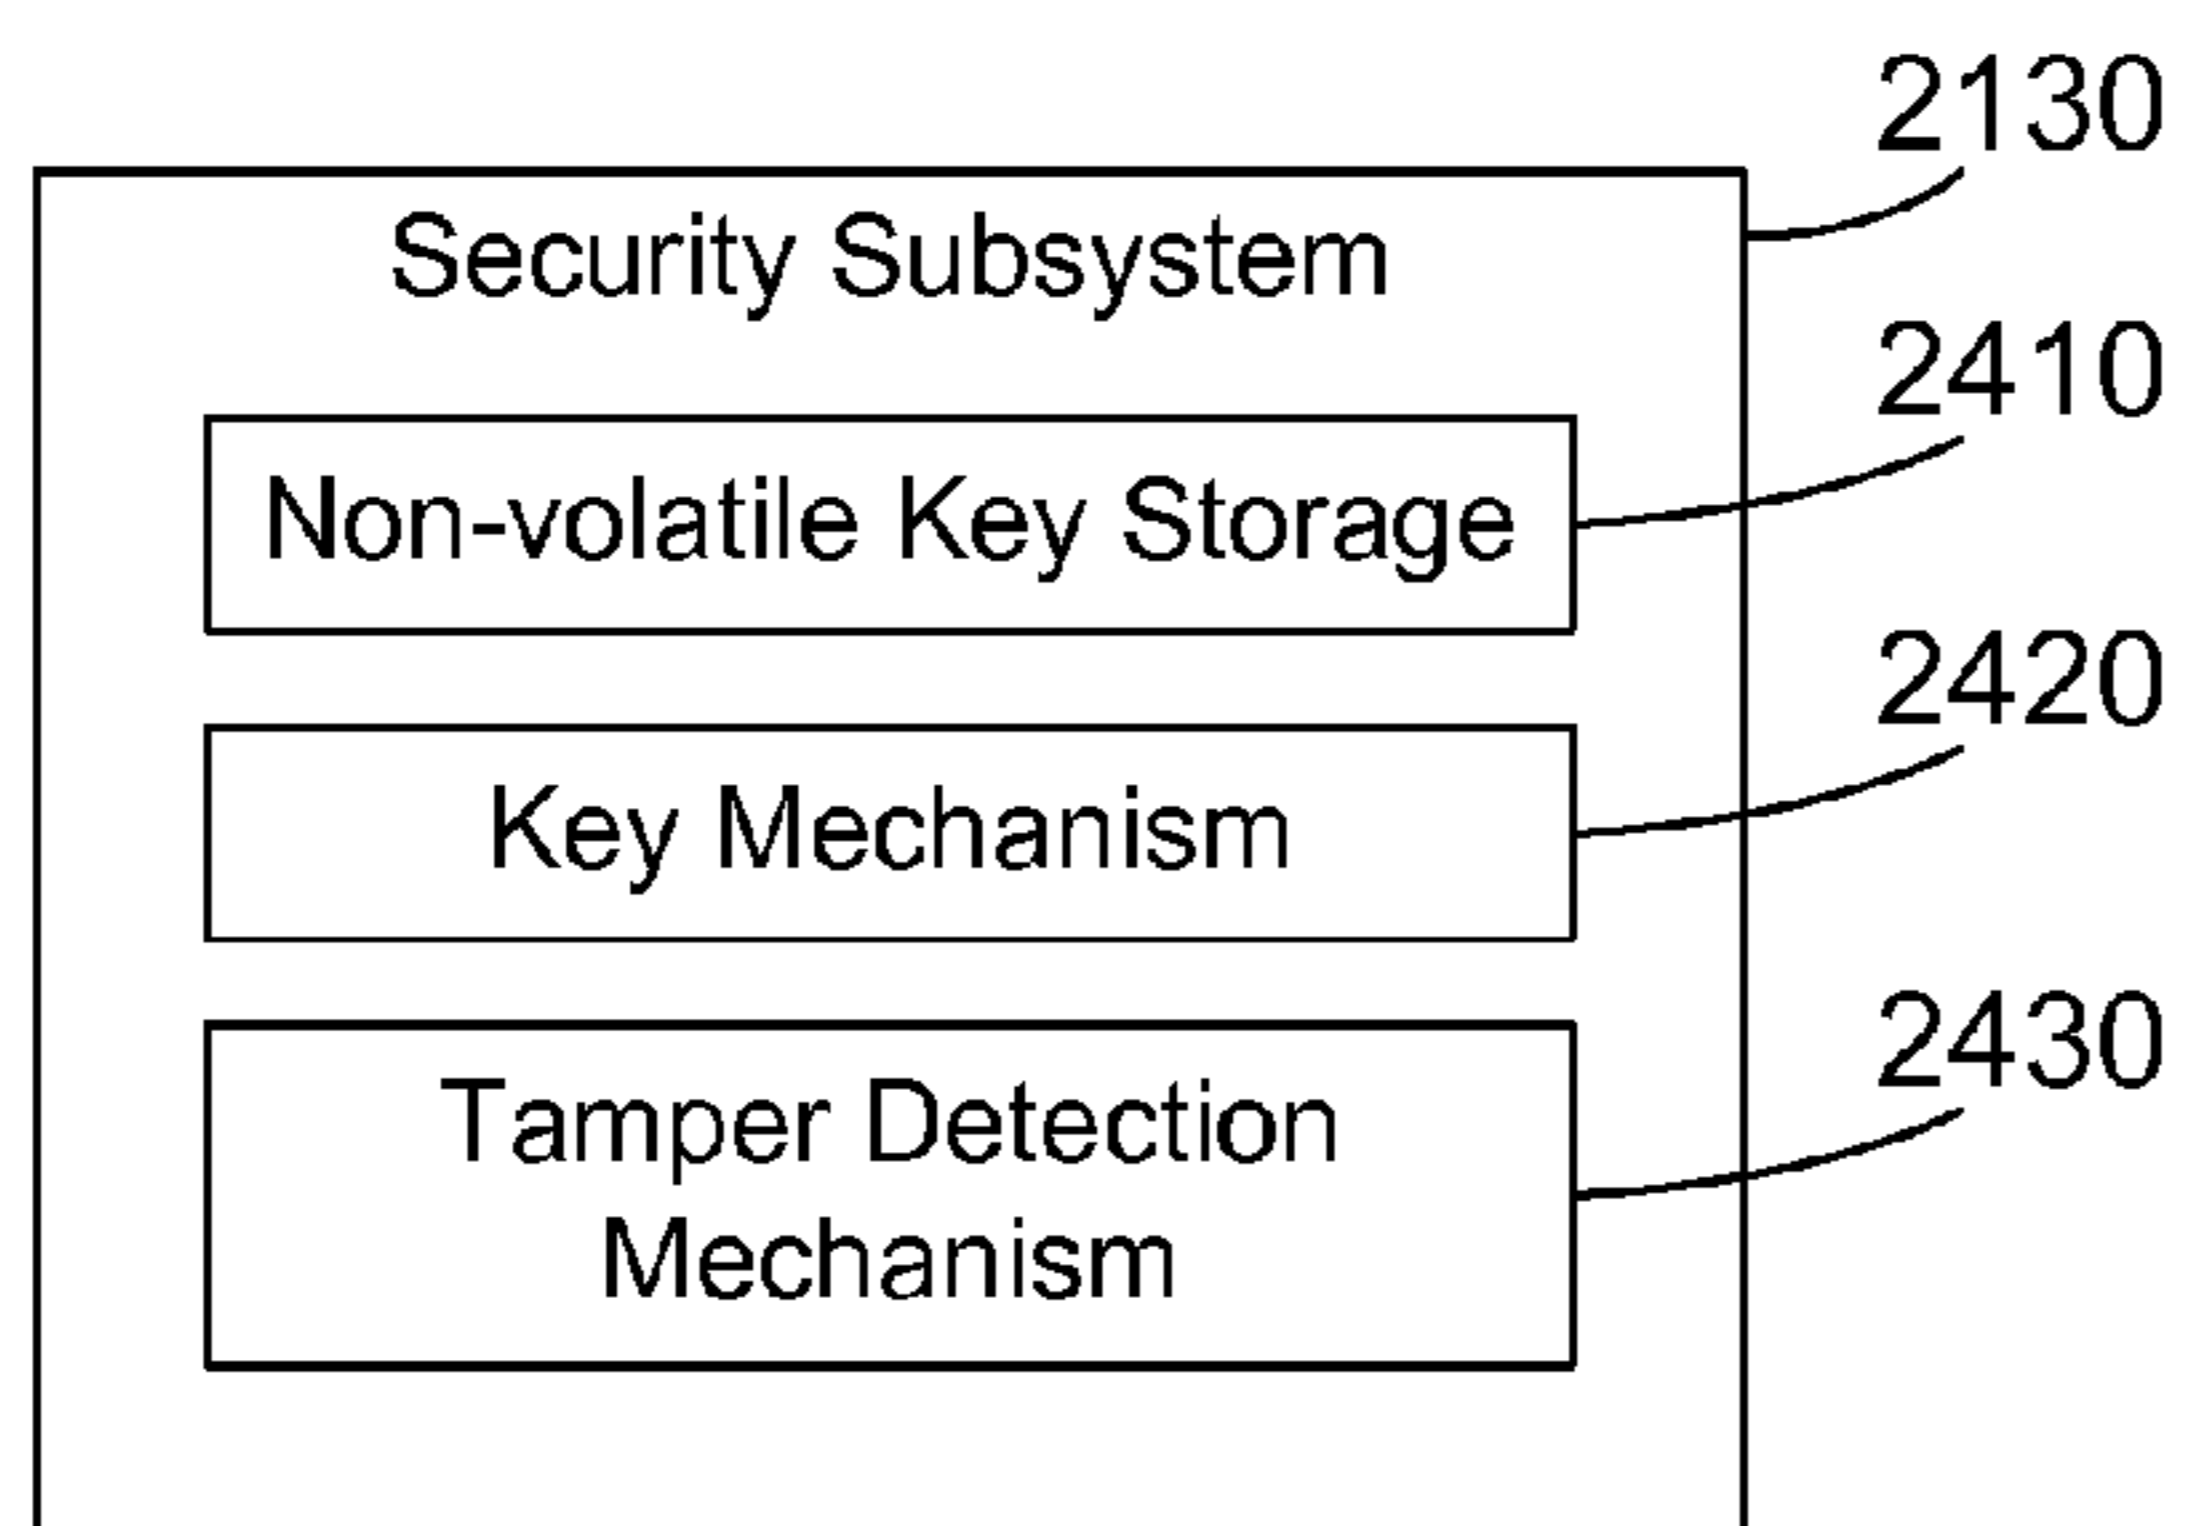 2130
Security Subsystem
2410
Non-volatile Key Storage
2420
Key Mechanism
2430
Tamper Detection
Mechanism